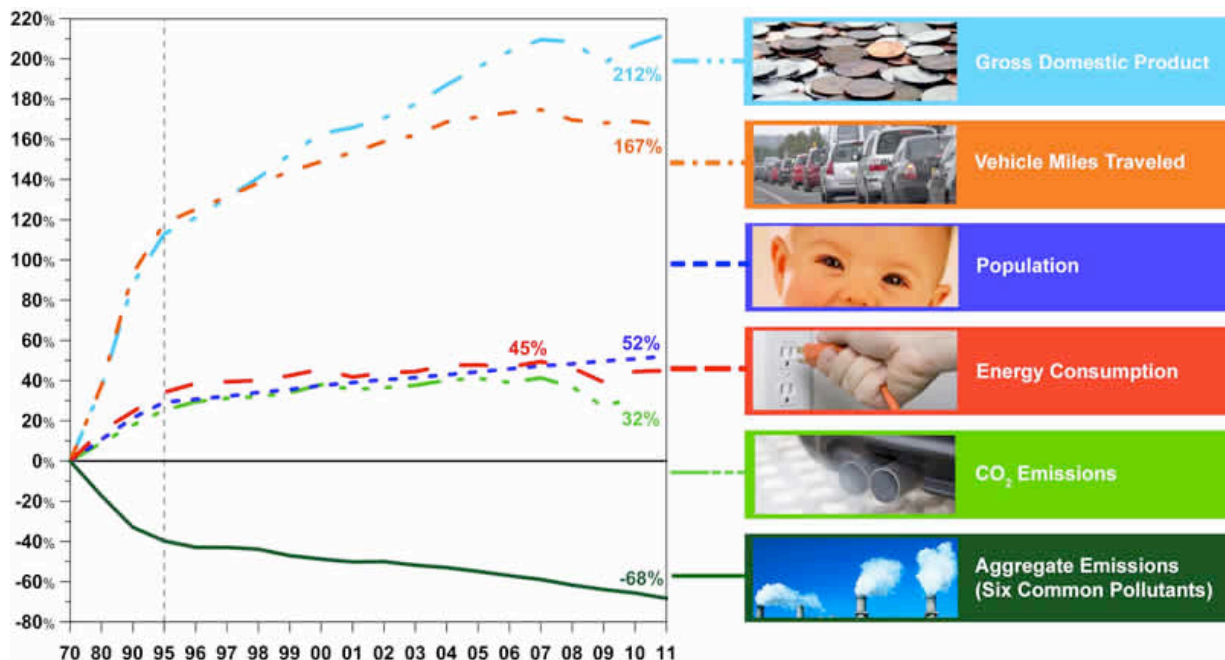 220%
200%
180%
160%
140%
120%
100%
80%
60%
40%
20%
0%
-20%
-40%
-60%
-80%
70 80 90 95 96 97 98 99 00 01 02 03 04 05 06 07 08 09 10 11
212%
167%
45%
52%
32%
-68%
Gross Domestic Product
Vehicle Miles Traveled
Population
Energy Consumption
CO₂ Emissions
Aggregate Emissions
(Six Common Pollutants)